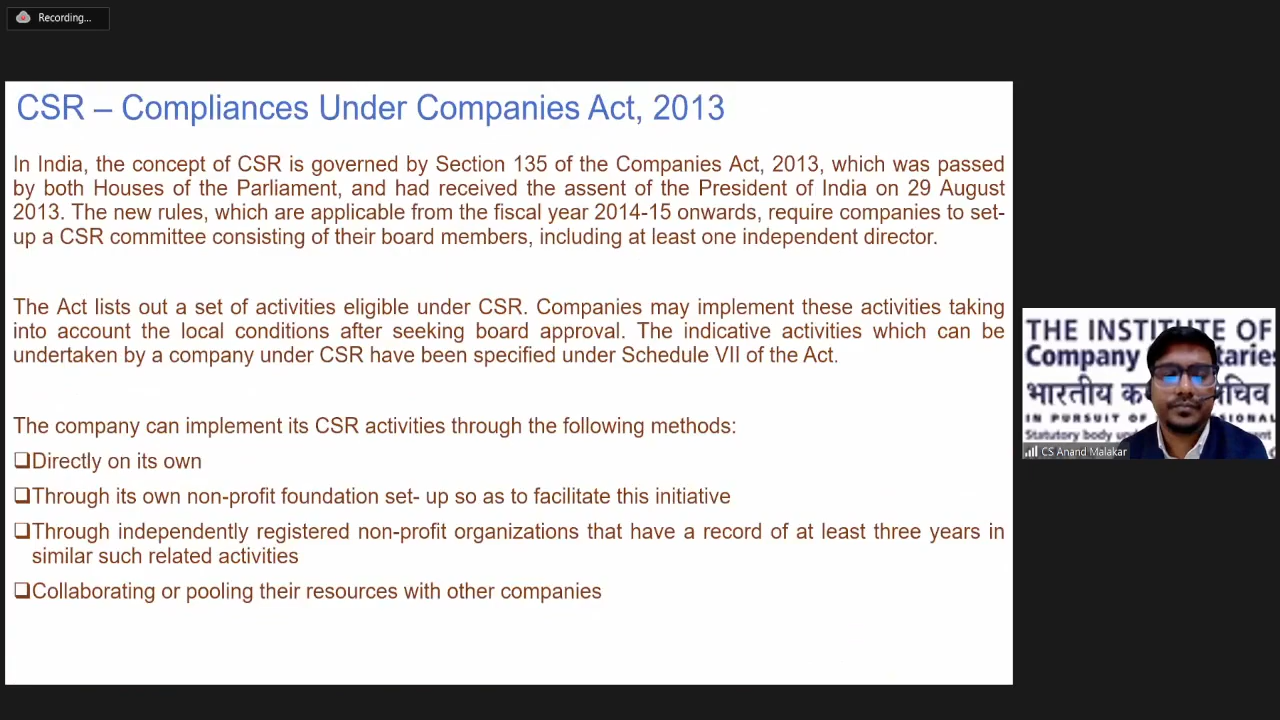 Recording...
CSR – Compliances Under Companies Act, 2013
In India, the concept of CSR is governed by Section 135 of the Companies Act, 2013, which was passed
by both Houses of the Parliament, and had received the assent of the President of India on 29 August
2013. The new rules, which are applicable from the fiscal year 2014-15 onwards, require companies to set-
up a CSR committee consisting of their board members, including at least one independent director.
The Act lists out a set of activities eligible under CSR. Companies may implement these activities taking
into account the local conditions after seeking board approval. The indicative activities which can be
undertaken by a company under CSR have been specified under Schedule VII of the Act.
The company can implement its CSR activities through the following methods:
❑Directly on its own
❑Through its own non-profit foundation set- up so as to facilitate this initiative
❑Through independently registered non-profit organizations that have a record of at least three years in
similar such related activities
❑Collaborating or pooling their resources with other companies
THE INSTITUTE OF
Company
भारतीय
IN PURSUIT OF
Statutory body
CS Anand Malakar